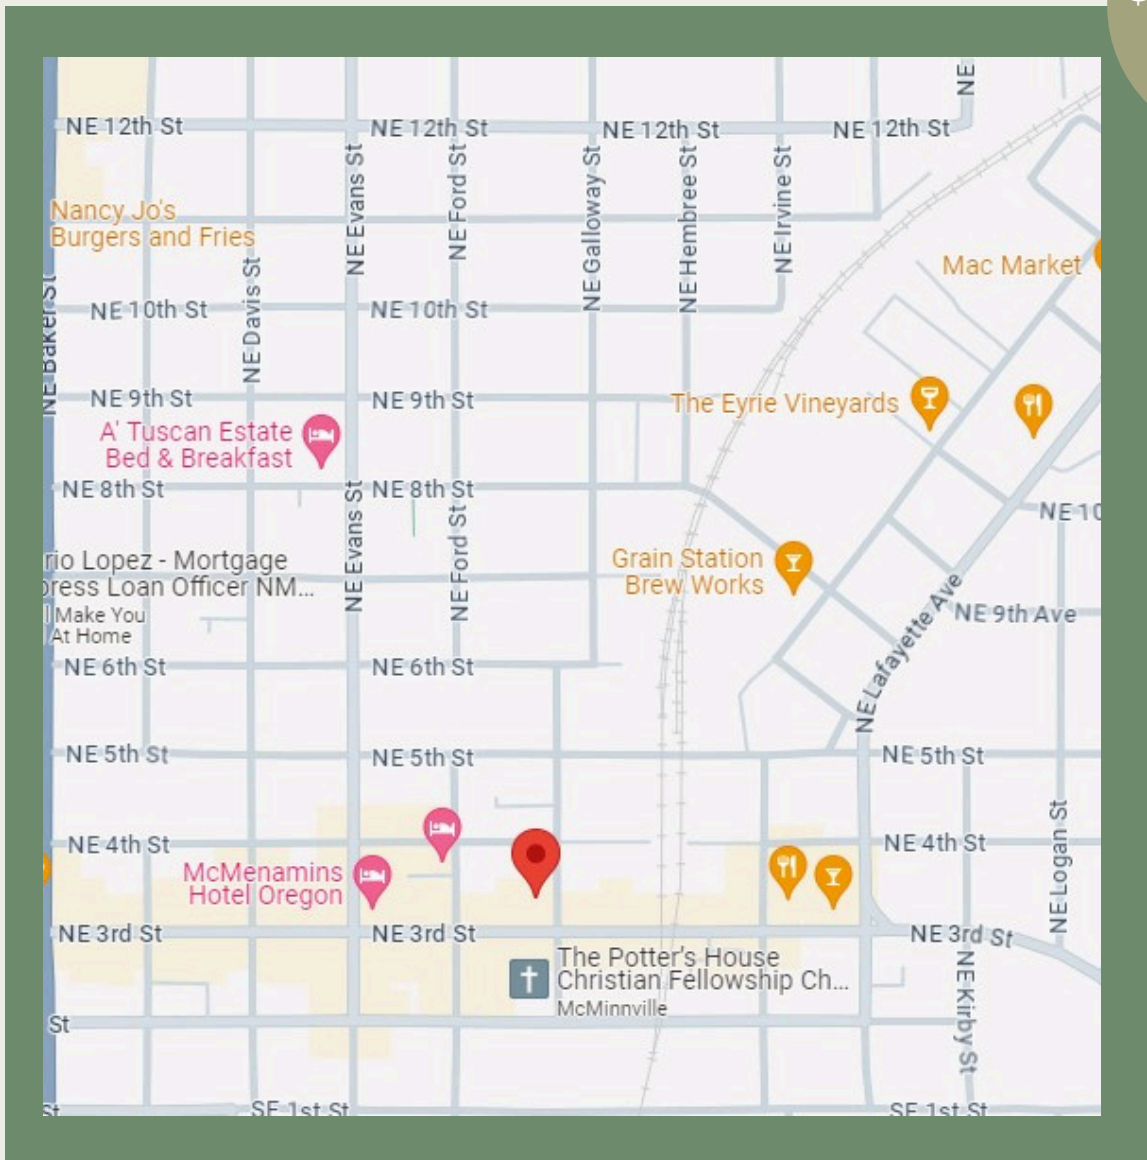 NE
NE 12th St
NE 12th St
NE 12th St
NE 12th St
NE Evans St
NE Ford St
NE Galloway St
NE Hembree St
NE Irvine St
Nancy Jo's
Burgers and Fries
Mac Market
NE Baker St
NE Davis St
NE 10th St
NE 10th St
NE 9th St
NE 9th St
The Eyrie Vineyards
A' Tuscan Estate
Bed & Breakfast
NE 8th St
NE 8th St
NE 10
NE Evans St
NE Ford St
rio Lopez - Mortgage
press Loan Officer NM...
Make You
At Home
Grain Station
Brew Works
NE Lafayette Ave
NE 9th Ave
NE 6th St
NE 6th St
NE 5th St
NE 5th St
NE 5th St
NE 4th St
NE 4th St
NE Logan St
McMenamins
Hotel Oregon
NE 3rd St
NE 3rd St
NE 3rd St
The Potter's House
Christian Fellowship Ch...
McMinnville
NE Kirby St
St
St
SE 1st St
SE 1st St